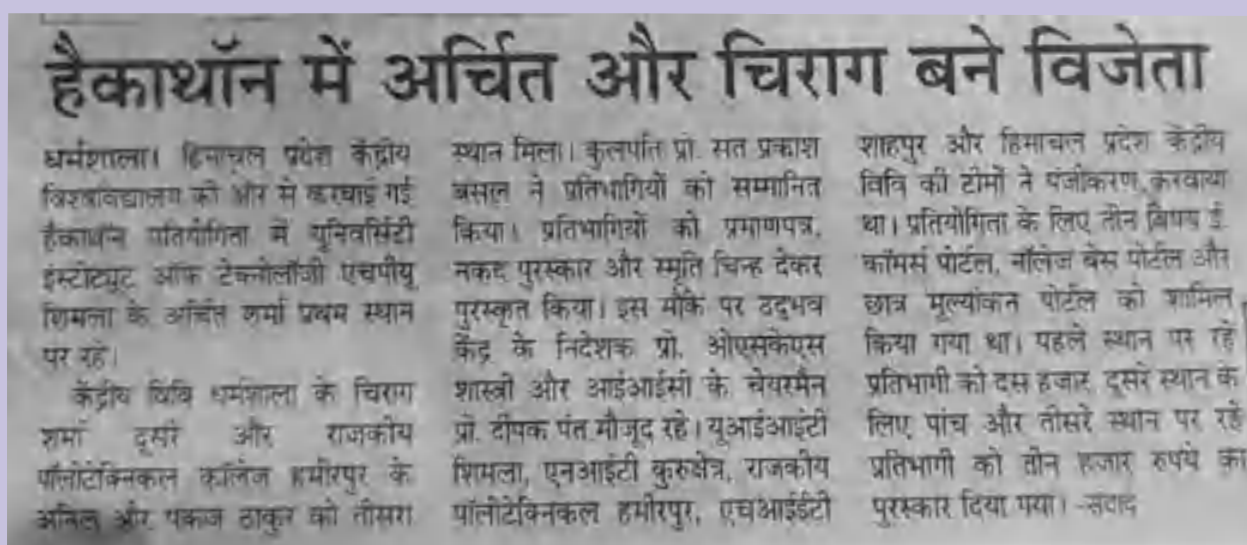 हैकाथॉन में अर्चित और चिराग बने विजेता
धर्मशाला। हिमाचल प्रदेश केंद्रीय
विश्वविद्यालय की ओर से करवाई गई
हैकाथॉन प्रतियोगिता में यूनिवर्सिटी
इंस्टीट्यूट ऑफ टेक्नोलॉजी एचपीयू
शिमला के अर्चित शर्मा प्रथम स्थान
पर रहे।
केंद्रीय विवि धर्मशाला के चिराग
शर्मा दूसरे और राजकीय
पॉलीटेक्निकल कॉलेज हमीरपुर के
अनिल और पंकज ठाकुर को तीसरा
स्थान मिला। कुलपति प्रो. सत प्रकाश
बंसल ने प्रतिभागियों को सम्मानित
किया। प्रतिभागियों को प्रमाणपत्र,
नकद पुरस्कार और स्मृति चिन्ह देकर
पुरस्कृत किया। इस मौके पर उद्भव
केंद्र के निदेशक प्रो. ओएसकेएस
शास्त्री और आईआईसी के चेयरमैन
प्रो. दीपक पंत मौजूद रहे। यूआईआईटी
शिमला, एनआईटी कुरुक्षेत्र, राजकीय
पॉलीटेक्निकल हमीरपुर, एचआईईटी
शाहपुर और हिमाचल प्रदेश केंद्रीय
विवि की टीमों ने पंजीकरण करवाया
था। प्रतियोगिता के लिए तीन विषय ई
कॉमर्स पोर्टल, नॉलेज बेस पोर्टल और
छात्र मूल्यांकन पोर्टल को शामिल
किया गया था। पहले स्थान पर रहे
प्रतिभागी को दस हजार, दूसरे स्थान के
लिए पांच और तीसरे स्थान पर रहे
प्रतिभागी को तीन हजार रुपये का
पुरस्कार दिया गया। -संवाद